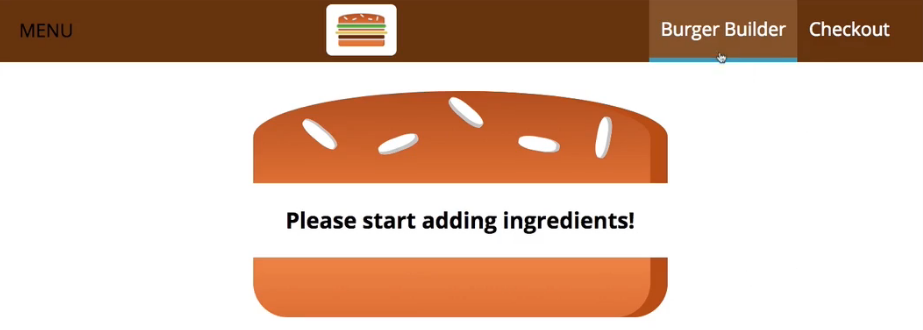 MENU
Burger Builder
Checkout
Please start adding ingredients!